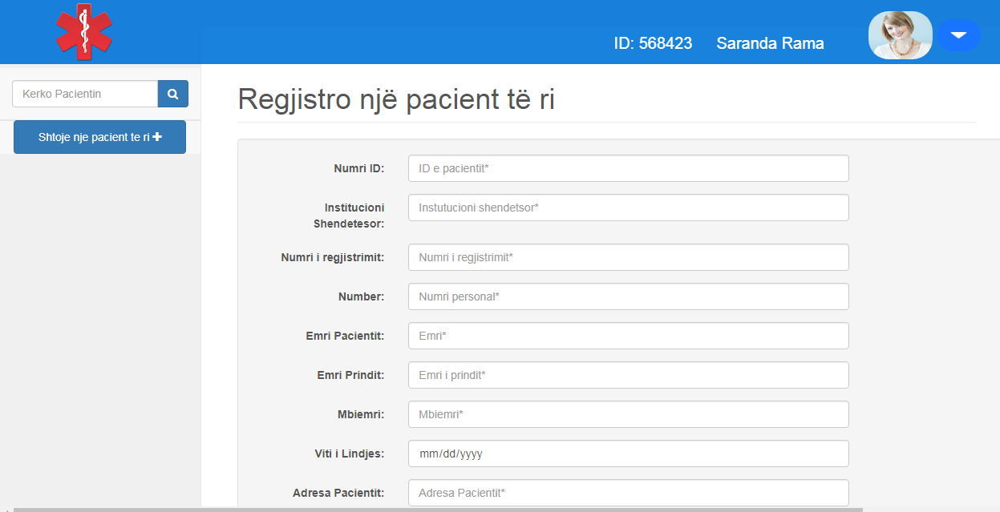 ID: 568423 Saranda Rama
Kerko Pacientin
Shtoje nje pacient te ri
Regjistro një pacient të ri
Numri ID: ID e pacientit*
Institucioni Shendetesor: Instutucioni shendetsor*
Numri i regjistrimit: Numri i regjistrimit*
Number: Numri personal*
Emri Pacientit: Emri*
Emri Prindit: Emri i prindit*
Mbiemri: Mbiemri*
Viti i Lindjes: mm/dd/yyyy
Adresa Pacientit: Adresa Pacientit*